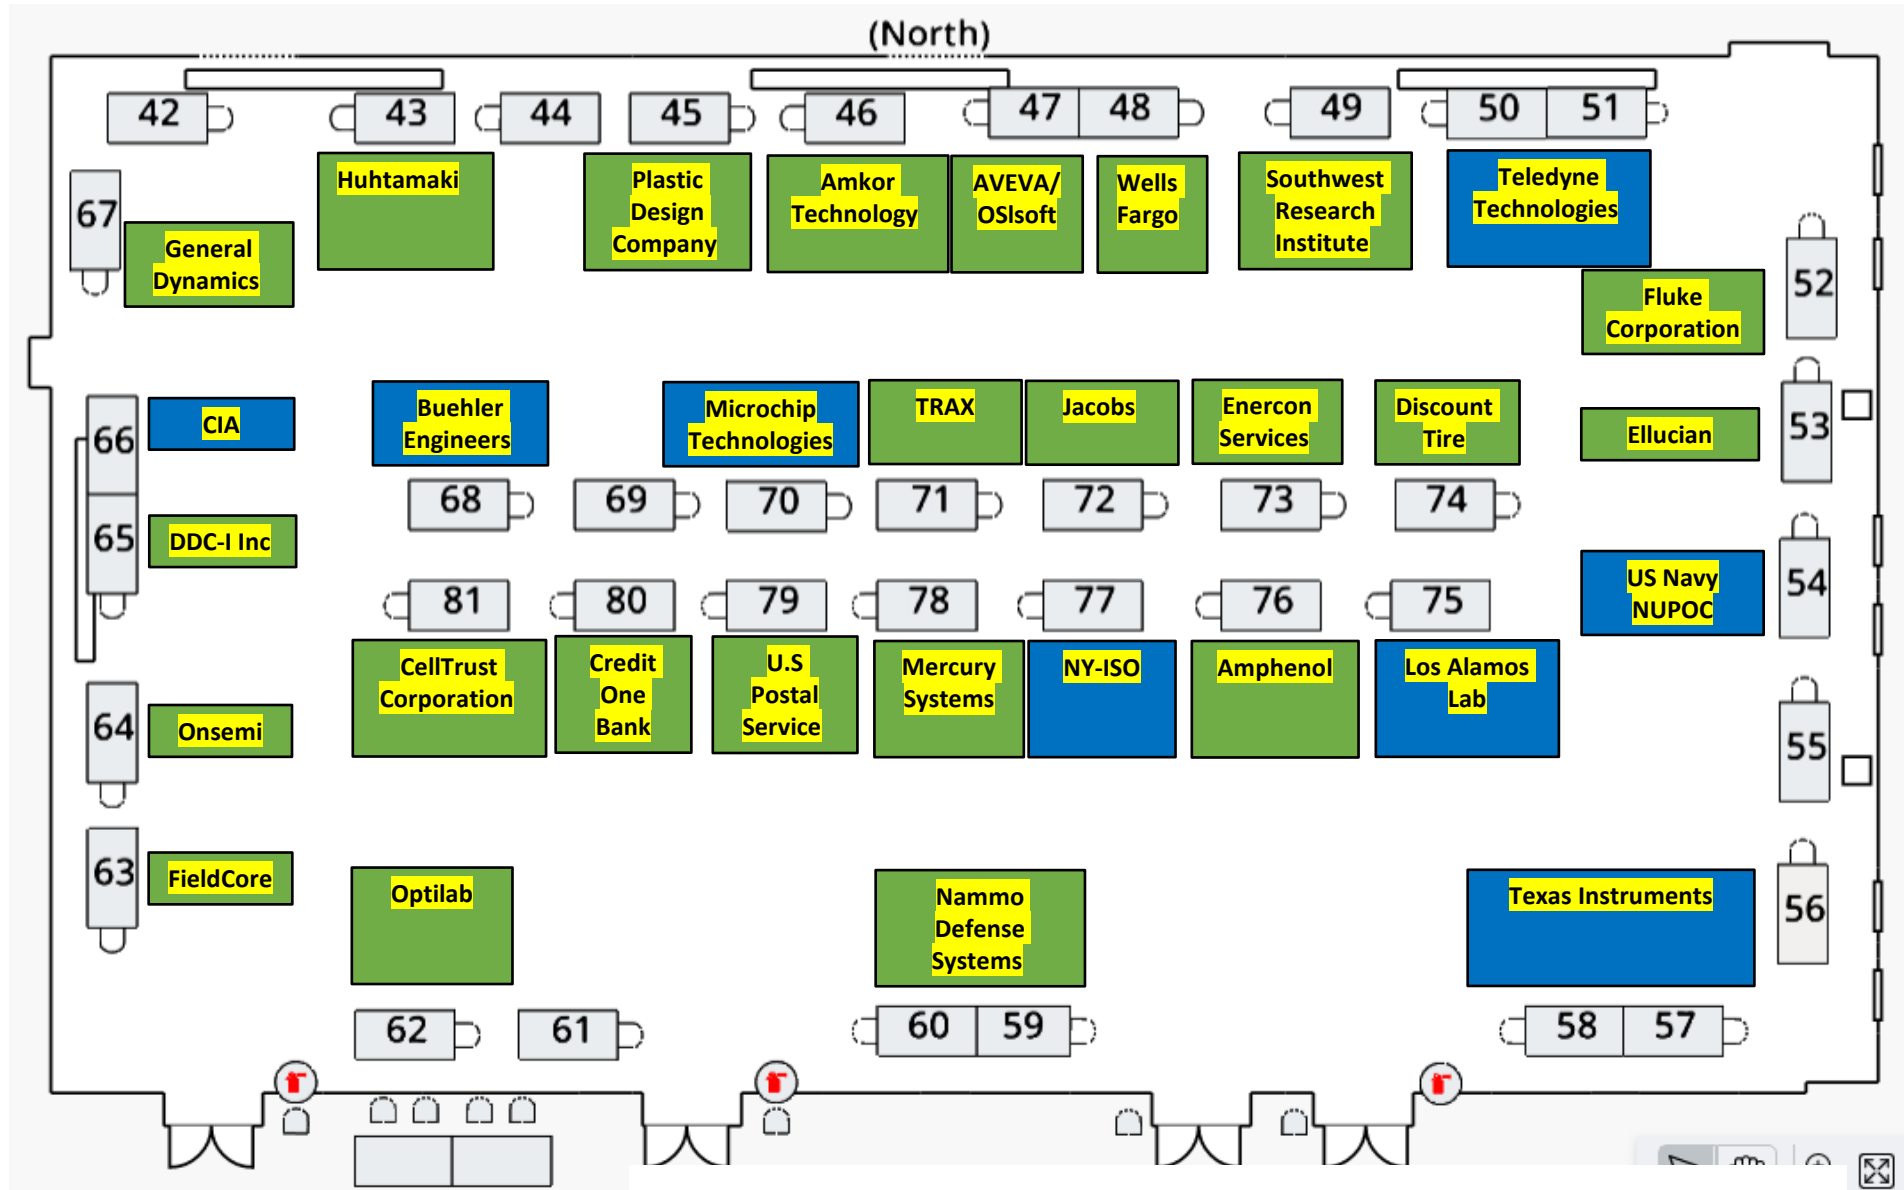 (North)
42
43
44
45
46
47
48
49
50
51
67
General
Dynamics
Huhtamaki
Plastic
Design
Company
Amkor
Technology
AVEVA/
OSIsoft
Wells
Fargo
Southwest
Research
Institute
Teledyne
Technologies
52
Fluke
Corporation
66
CIA
Buehler
Engineers
Microchip
Technologies
TRAX
Jacobs
Enercon
Services
Discount
Tire
Ellucian
53
65
DDC-I Inc
68
69
70
71
72
73
74
81
80
79
78
77
76
75
US Navy
NUPOC
54
64
Onsemi
CellTrust
Corporation
Credit
One
Bank
U.S
Postal
Service
Mercury
Systems
NY-ISO
Amphenol
Los Alamos
Lab
55
63
FieldCore
Optilab
Nammo
Defense
Systems
Texas Instruments
56
62
61
60
59
58
57